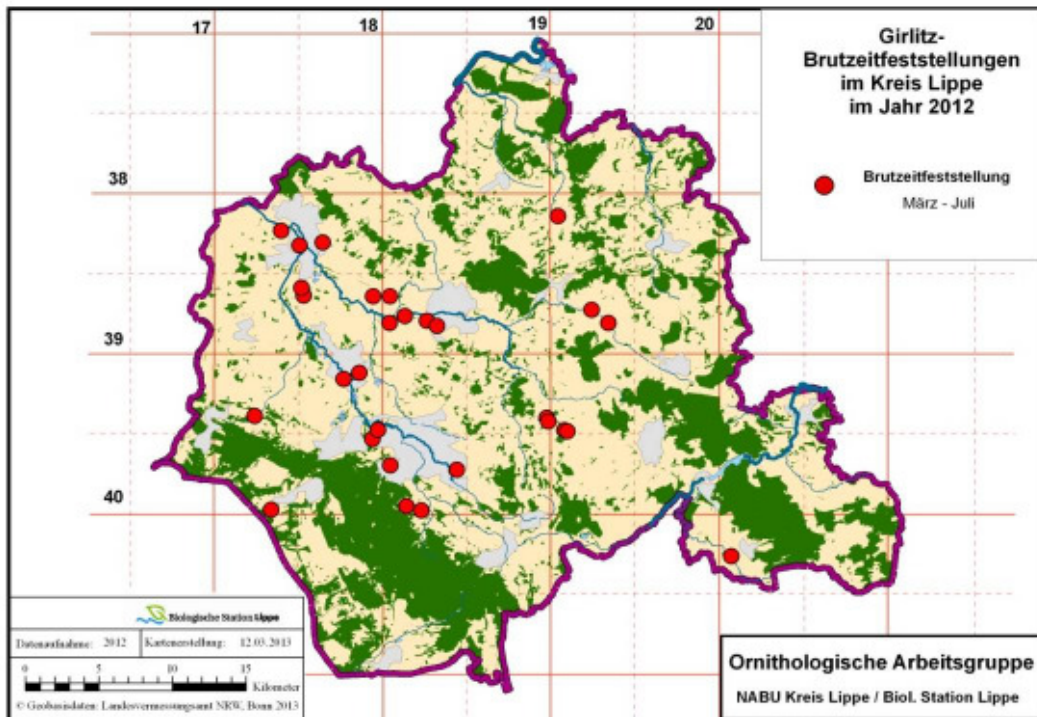 17 18 19 20
Girlitz-
Brutzeitfeststellungen
im Kreis Lippe
im Jahr 2012
Brutzeitfeststellung
März - Juli
38
39
40
Biologische Station Lippe
Datenaufnahme: 2012 Kartenerstellung: 12.03.2013
0 5 10 15
Kilometer
© Geobasisdaten: Landesvermessungsamt NRW, Bonn 2013
Ornithologische Arbeitsgruppe
NABU Kreis Lippe / Biol. Station Lippe